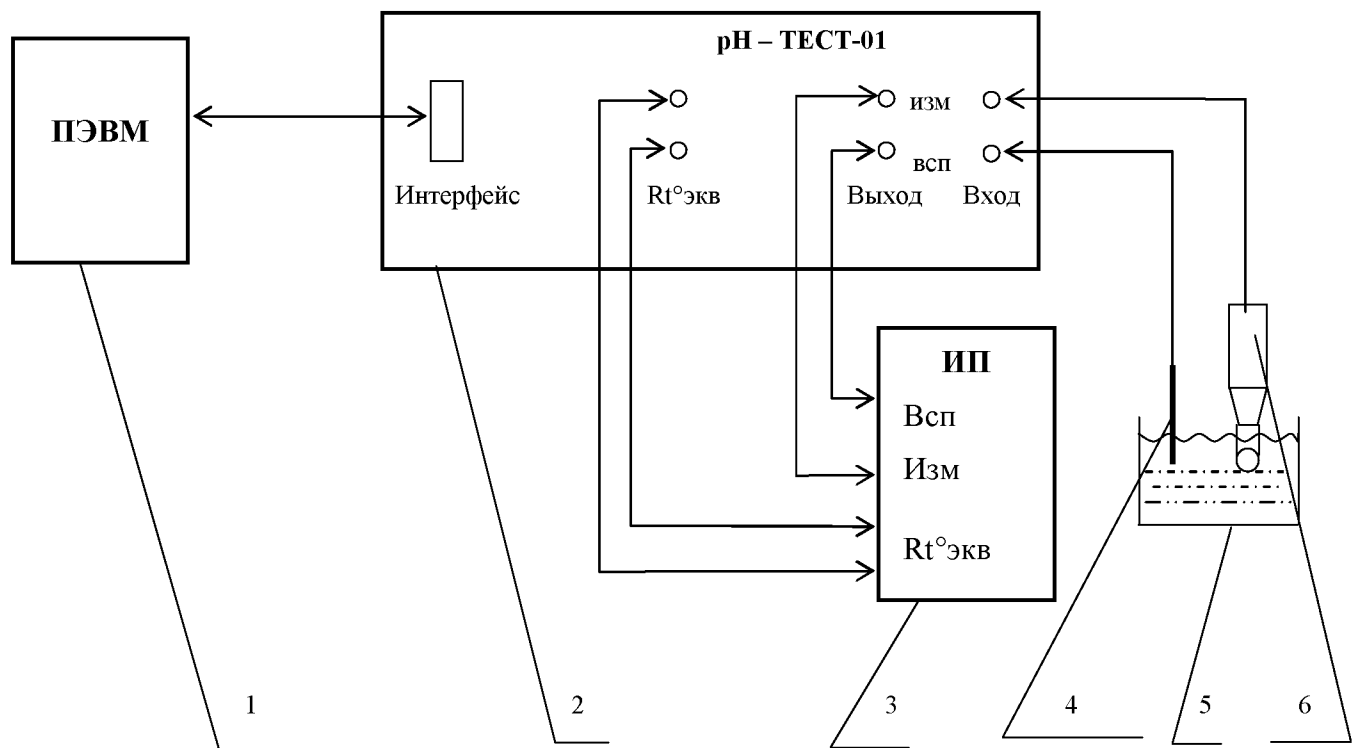 рН – ТЕСТ-01
ПЭВМ
изм
всп
Интерфейс
Rt°экв
Выход
Вход
ИП
Всп
Изм
Rt°экв
1
2
3
4
5
6